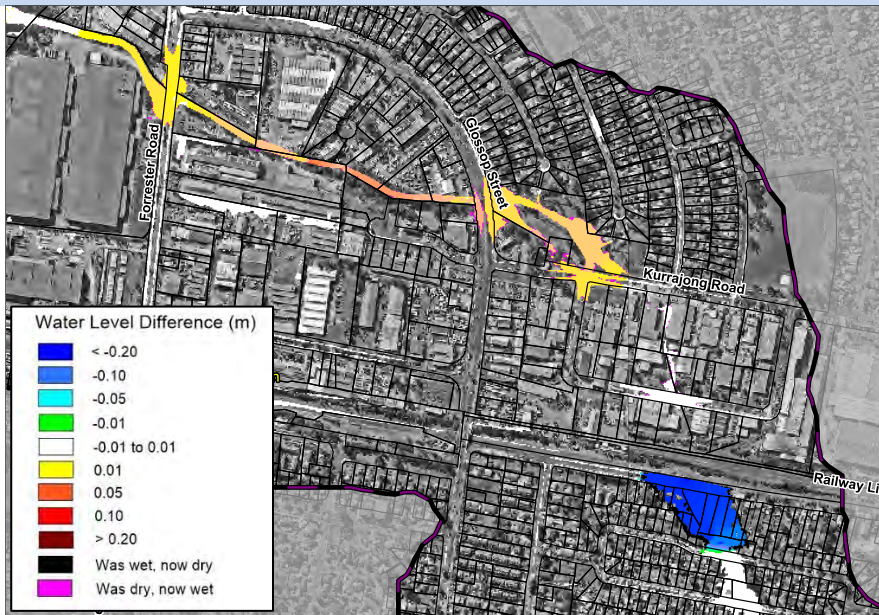 Glossop Street
Forrester Road
Kurrajong Road
Water Level Difference (m)
< -0.20
-0.10
-0.05
-0.01
-0.01 to 0.01
0.01
0.05
0.10
> 0.20
Was wet, now dry
Was dry, now wet
Railway Li